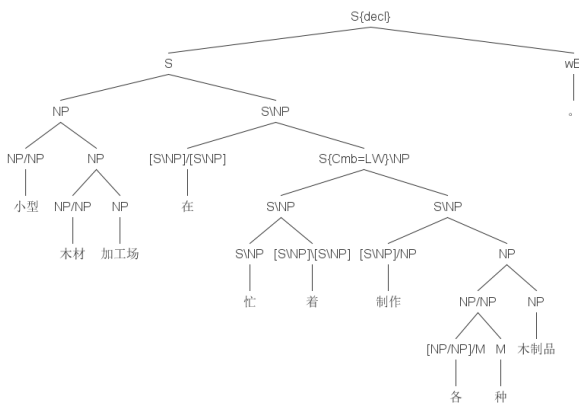 S{decl}
S wE
NP S\NP 。
NP/NP NP [S\NP]/[S\NP] S{Cmb=LW}\NP
小型 NP/NP NP 在 S\NP S\NP
木材 加工场 S\NP [S\NP]\[S\NP] [S\NP]/NP NP
忙 着 制作 NP/NP NP
[NP/NP]/M M 木制品
各 种